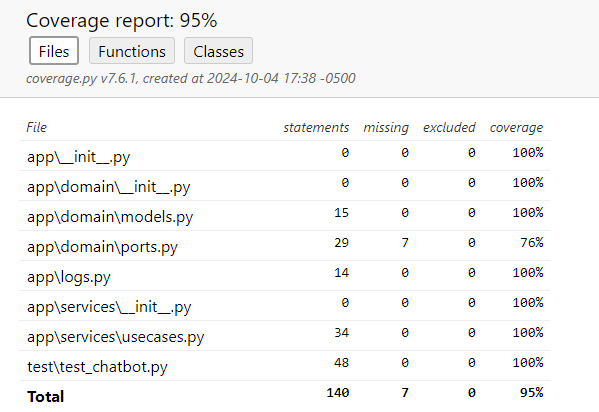 Coverage report: 95%
Files Functions Classes
coverage.py v7.6.1, created at 2024-10-04 17:38 -0500
File statements missing excluded coverage
app\__init__.py 0 0 0 100%
app\domain\__init__.py 0 0 0 100%
app\domain\models.py 15 0 0 100%
app\domain\ports.py 29 7 0 76%
app\logs.py 14 0 0 100%
app\services\__init__.py 0 0 0 100%
app\services\usecases.py 34 0 0 100%
test\test_chatbot.py 48 0 0 100%
Total 140 7 0 95%